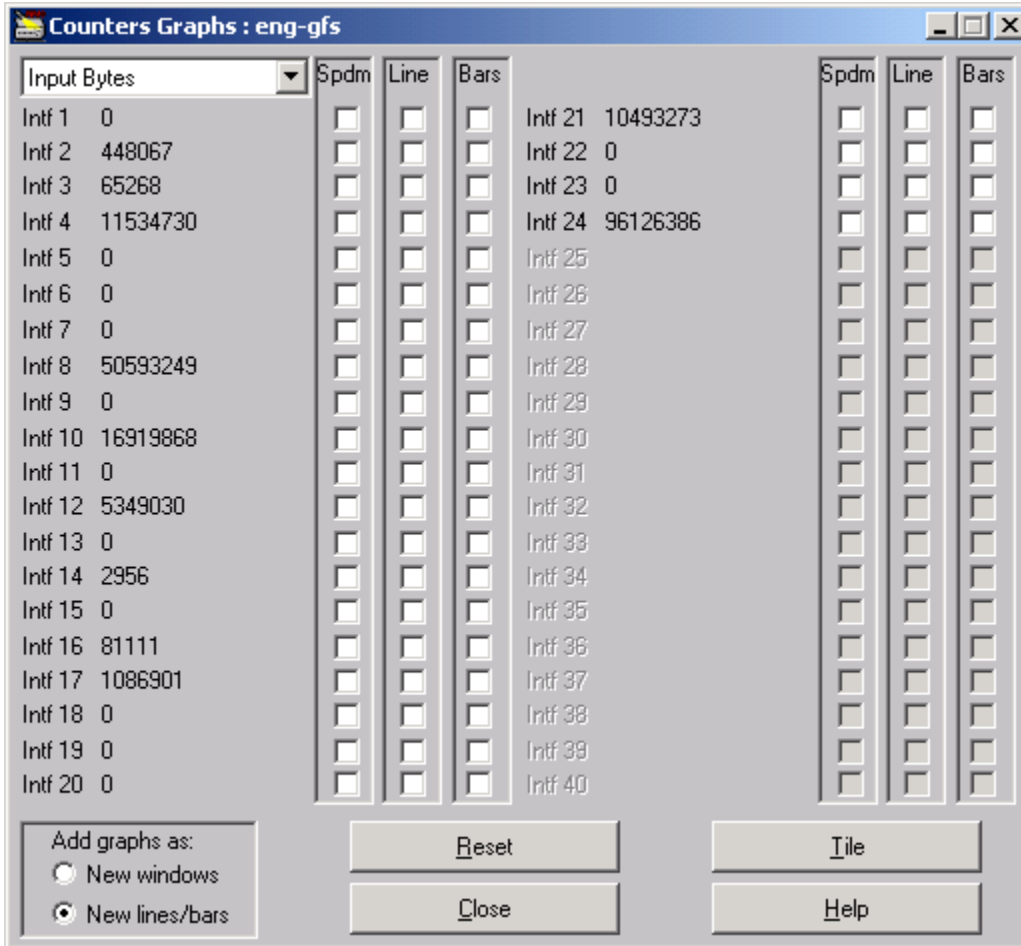 Counters Graphs : eng-gfs
Input Bytes
Spdm Line Bars
Intf 1 0
Intf 2 448067
Intf 3 65268
Intf 4 11534730
Intf 5 0
Intf 6 0
Intf 7 0
Intf 8 50593249
Intf 9 0
Intf 10 16919868
Intf 11 0
Intf 12 5349030
Intf 13 0
Intf 14 2956
Intf 15 0
Intf 16 81111
Intf 17 1086901
Intf 18 0
Intf 19 0
Intf 20 0
Spdm Line Bars
Intf 21 10493273
Intf 22 0
Intf 23 0
Intf 24 96126386
Intf 25
Intf 26
Intf 27
Intf 28
Intf 29
Intf 30
Intf 31
Intf 32
Intf 33
Intf 34
Intf 35
Intf 36
Intf 37
Intf 38
Intf 39
Intf 40
Add graphs as:
New windows
New lines/bars
Reset
Close
Tile
Help